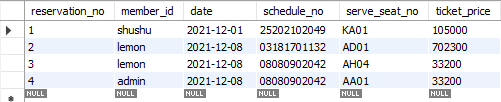 reservation_no member_id date schedule_no serve_seat_no ticket_price
1 shushu 2021-12-01 25202102049 KA01 105000
2 lemon 2021-12-08 03181701132 AD01 702300
3 lemon 2021-12-08 08080902042 AH04 33200
4 admin 2021-12-08 08080902042 AA01 33200
NULL NULL NULL NULL NULL NULL